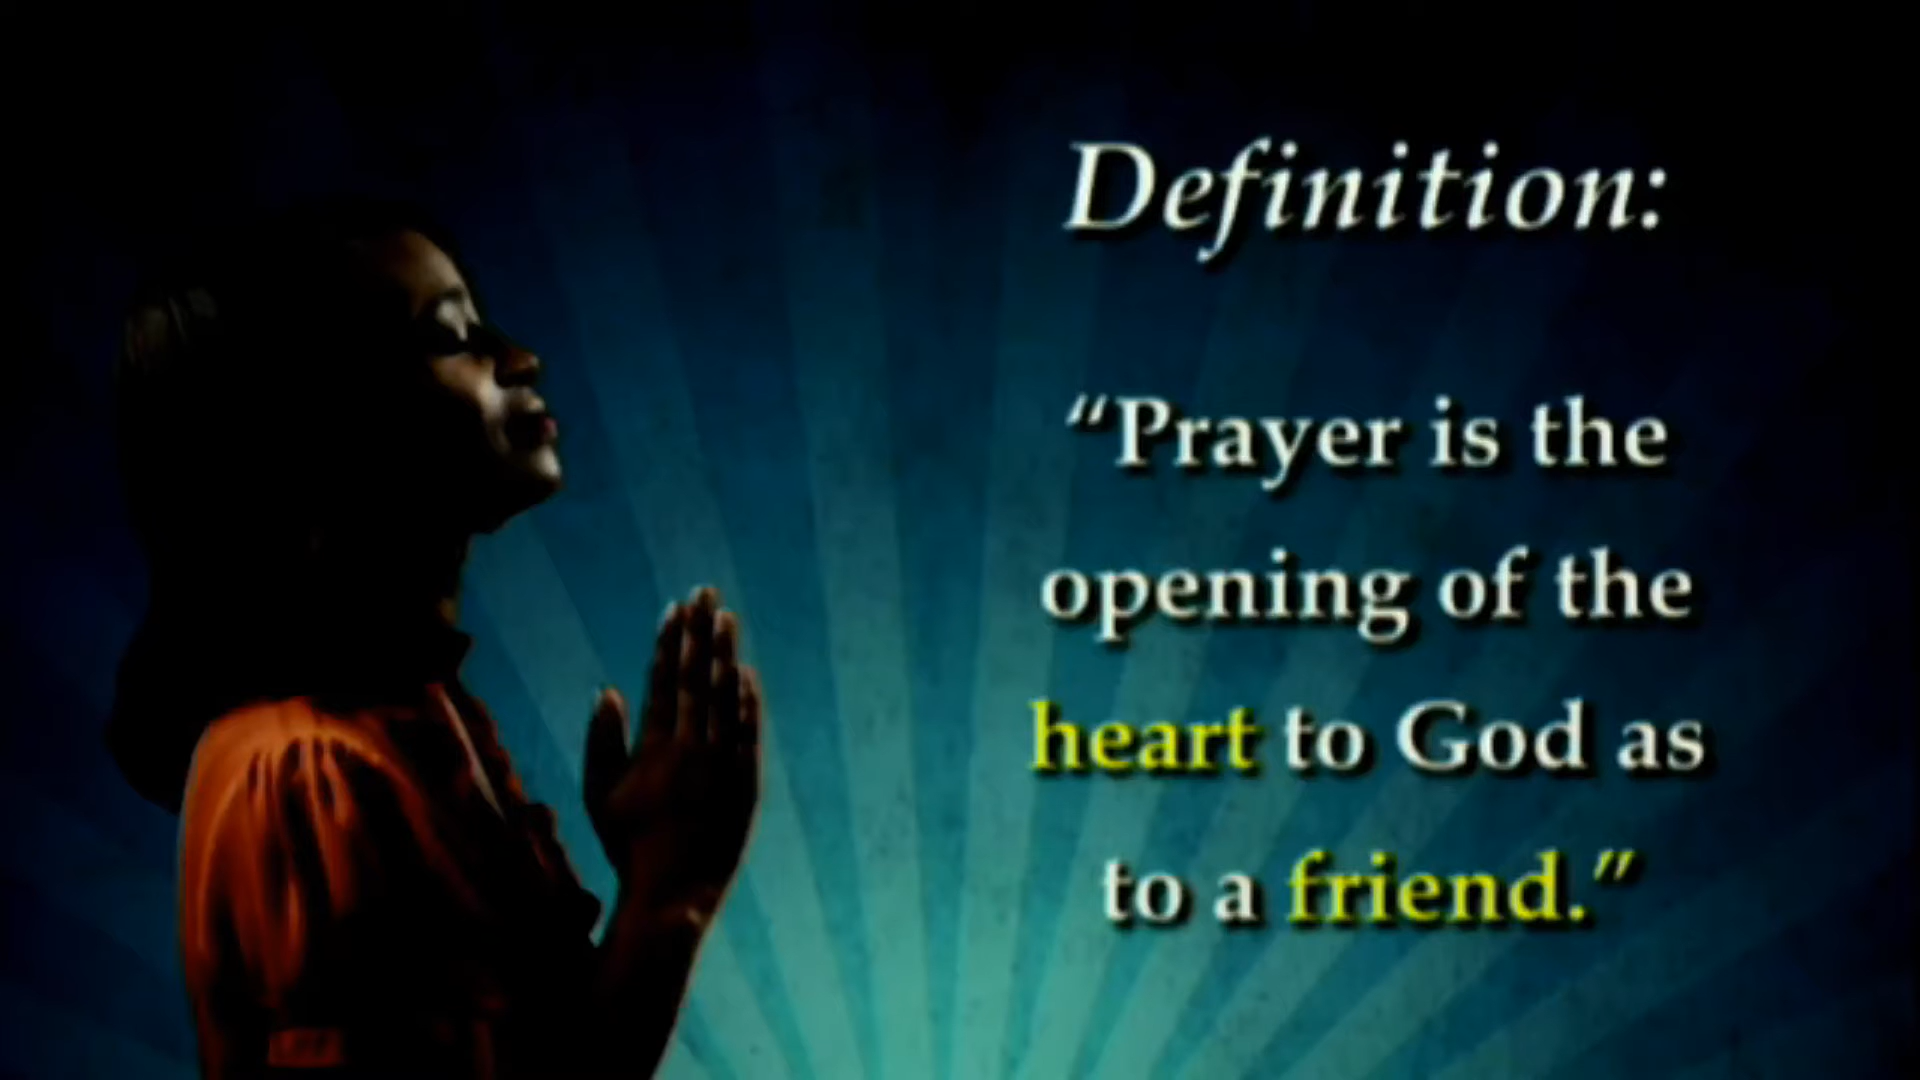 Definition:
“Prayer is the
opening of the
heart to God as
to a friend.”